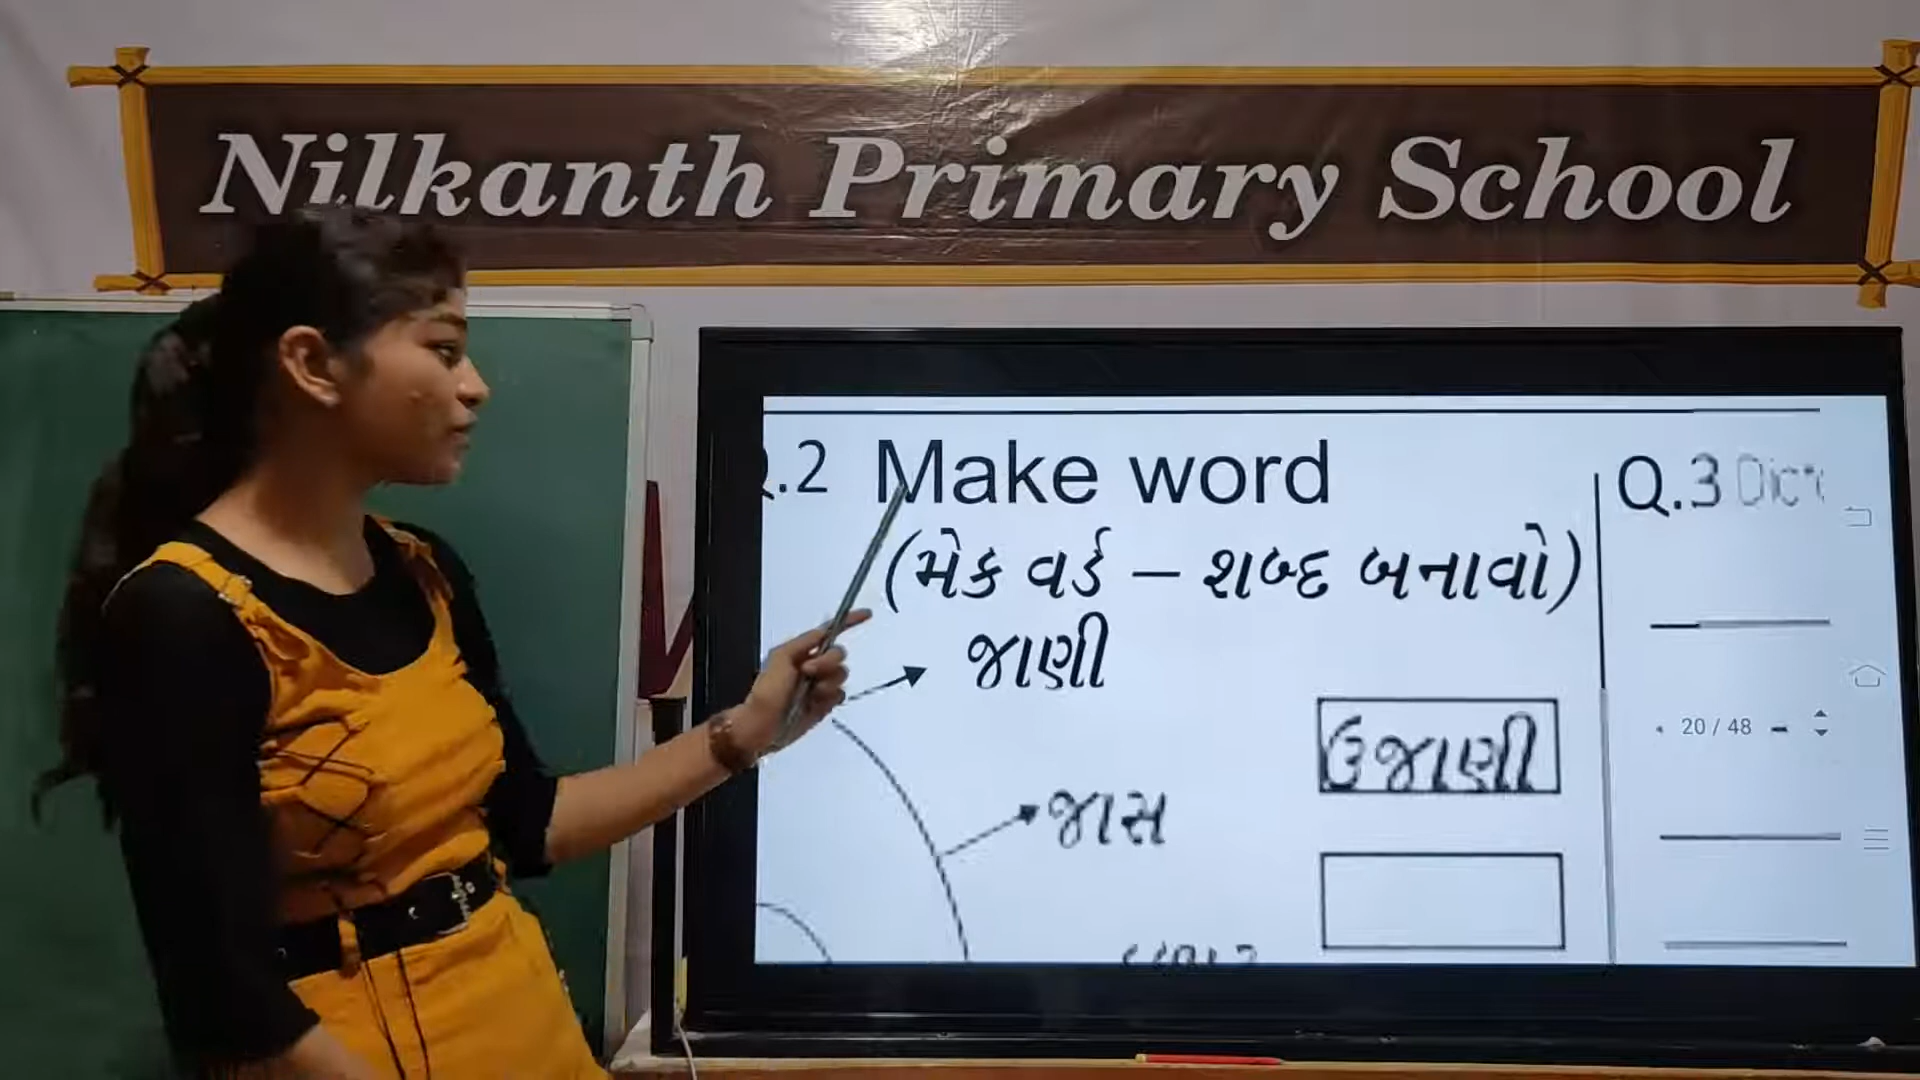 Nilkanth Primary School
Q.2 Make word
(મેક વર્ડ – શબ્દ બનાવો)
જાણી
ઉજાણી
જાસ
Q.3
20 / 48